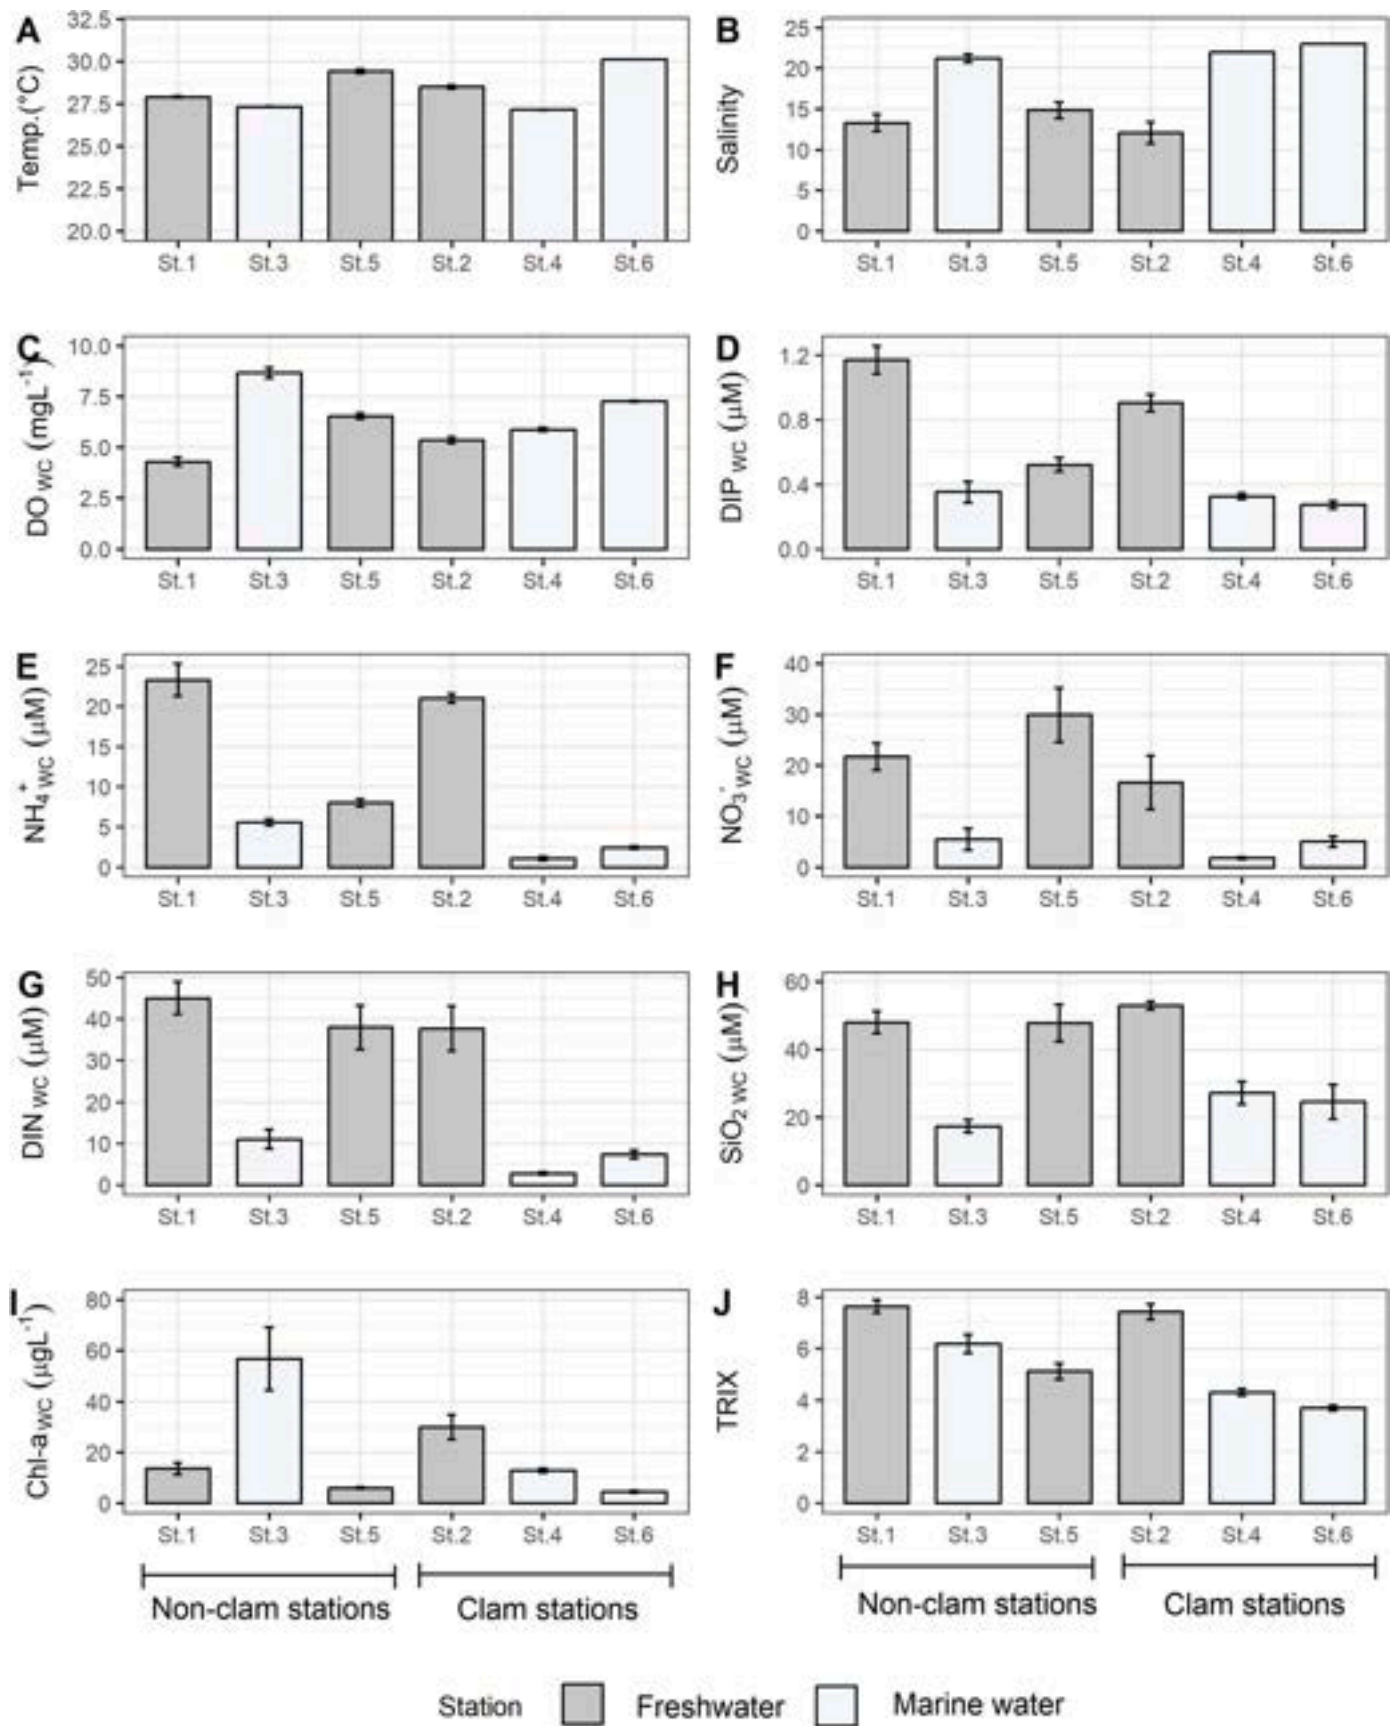 A
Temp.(°C)
32.5
30.0
27.5
25.0
22.5
20.0
St.1 St.3 St.5 St.2 St.4 St.6
B
Salinity
25
20
15
10
5
0
St.1 St.3 St.5 St.2 St.4 St.6
C
DO WC (mgL⁻¹)
10.0
7.5
5.0
2.5
0.0
St.1 St.3 St.5 St.2 St.4 St.6
D
DIP WC (μM)
1.2
0.8
0.4
0.0
St.1 St.3 St.5 St.2 St.4 St.6
E
NH₄⁺WC (μM)
25
20
15
10
5
0
St.1 St.3 St.5 St.2 St.4 St.6
F
NO₃⁻WC (μM)
40
30
20
10
0
St.1 St.3 St.5 St.2 St.4 St.6
G
DIN WC (μM)
50
40
30
20
10
0
St.1 St.3 St.5 St.2 St.4 St.6
H
SiO₂ WC (μM)
60
40
20
0
St.1 St.3 St.5 St.2 St.4 St.6
I
Chl-a WC (μgL⁻¹)
80
60
40
20
0
St.1 St.3 St.5 St.2 St.4 St.6
Non-clam stations Clam stations
J
TRIX
8
6
4
2
0
St.1 St.3 St.5 St.2 St.4 St.6
Non-clam stations Clam stations
Station Freshwater Marine water